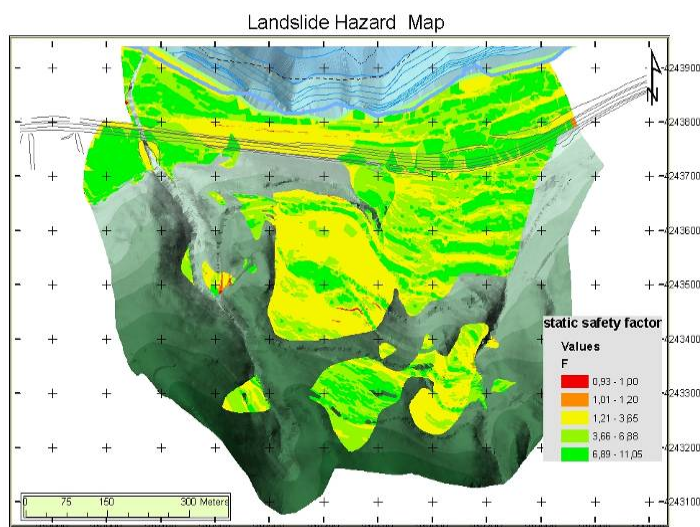 Landslide Hazard Map
N
4243900
4243800
4243700
4243600
4243500
4243400
4243300
4243200
4243100
static safety factor
Values
F
0,93 - 1,00
1,01 - 1,20
1,21 - 3,65
3,66 - 6,88
6,89 - 11,05
0 75 150 300 Meters